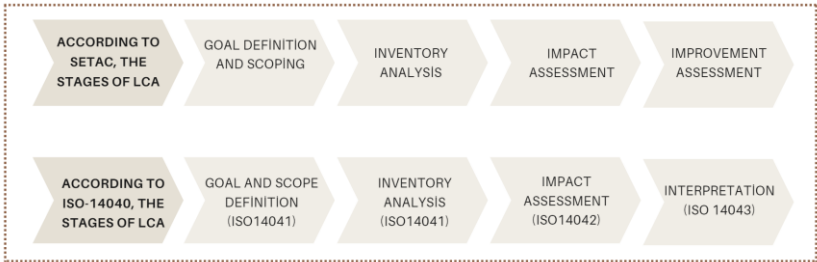 ACCORDING TO
SETAC, THE
STAGES OF LCA
GOAL DEFİNİTİON
AND SCOPİNG
INVENTORY
ANALYSİS
IMPACT
ASSESSMENT
IMPROVEMENT
ASSESSMENT
ACCORDING TO
ISO-14040, THE
STAGES OF LCA
GOAL AND SCOPE
DEFİNİTİON
(ISO14041)
INVENTORY
ANALYSİS
(ISO14041)
IMPACT
ASSESSMENT
(ISO14042)
INTERPRETATİON
(ISO 14043)